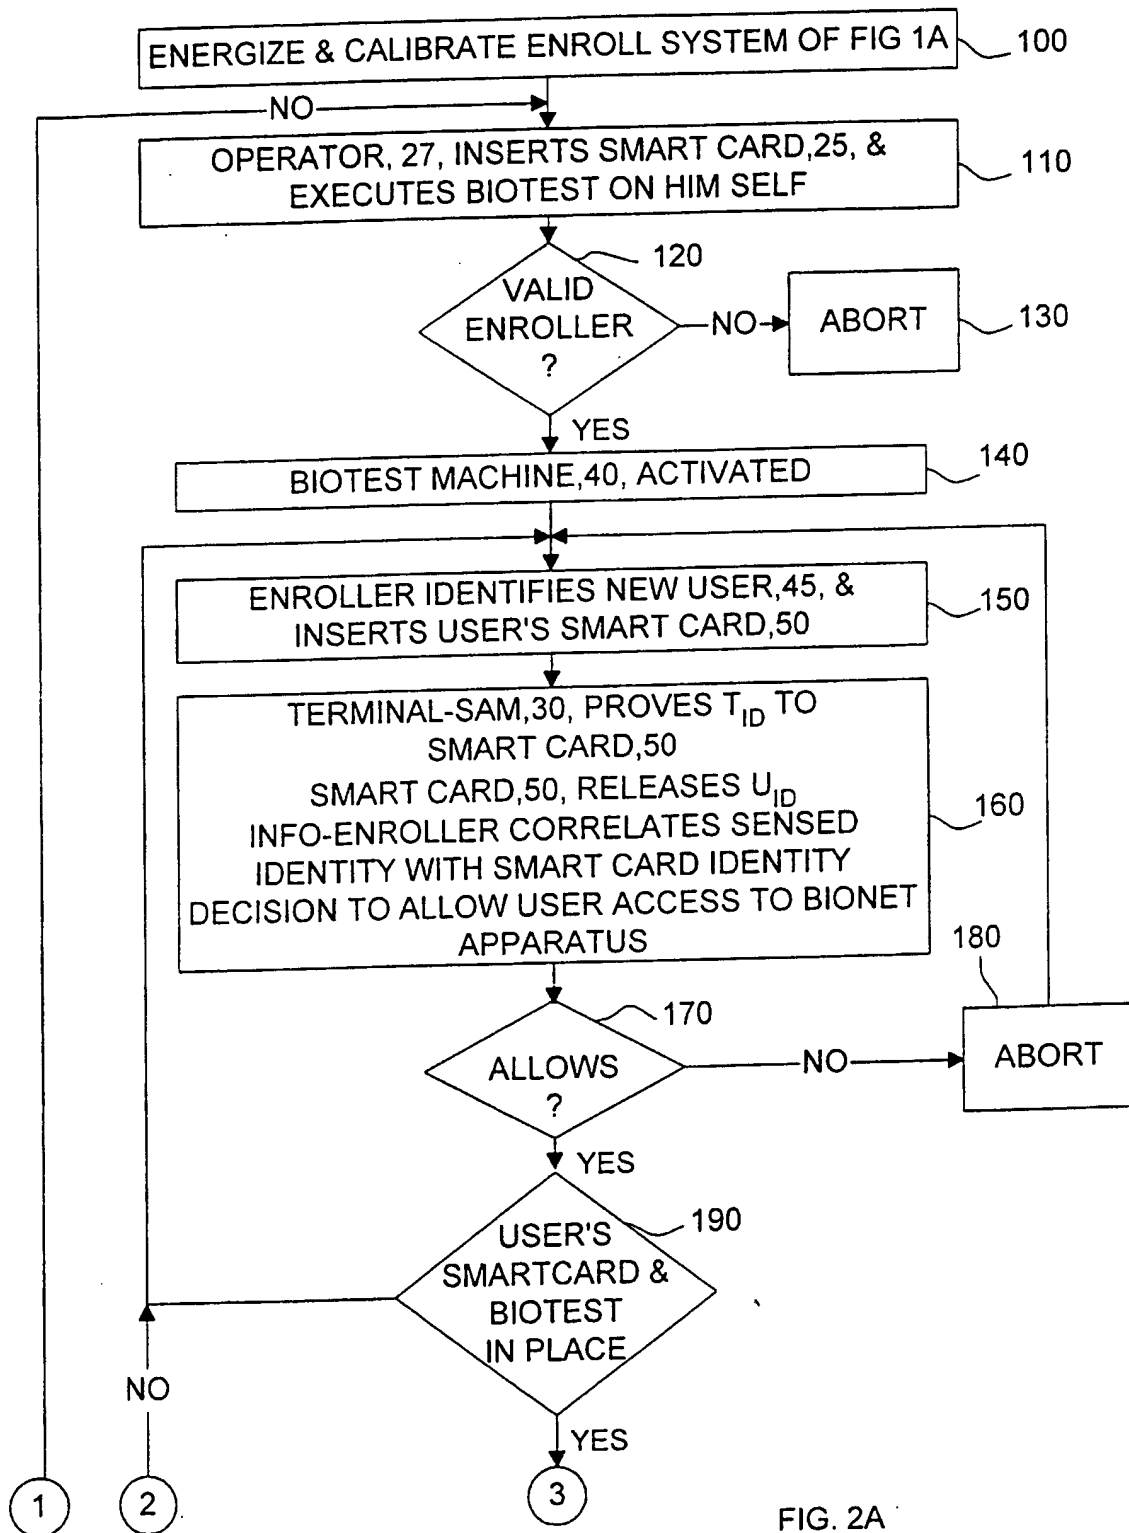 ENERGIZE & CALIBRATE ENROLL SYSTEM OF FIG 1A
100
NO
OPERATOR, 27, INSERTS SMART CARD,25, &
EXECUTES BIOTEST ON HIM SELF
110
120
VALID
ENROLLER
?
NO
ABORT
130
YES
BIOTEST MACHINE,40, ACTIVATED
140
ENROLLER IDENTIFIES NEW USER,45, &
INSERTS USER'S SMART CARD,50
150
TERMINAL-SAM,30, PROVES T_ID TO
SMART CARD,50
SMART CARD,50, RELEASES U_ID
INFO-ENROLLER CORRELATES SENSED
IDENTITY WITH SMART CARD IDENTITY
DECISION TO ALLOW USER ACCESS TO BIONET
APPARATUS
160
170
ALLOWS
?
NO
180
ABORT
YES
190
USER'S
SMARTCARD &
BIOTEST
IN PLACE
NO
YES
1
2
3
FIG. 2A